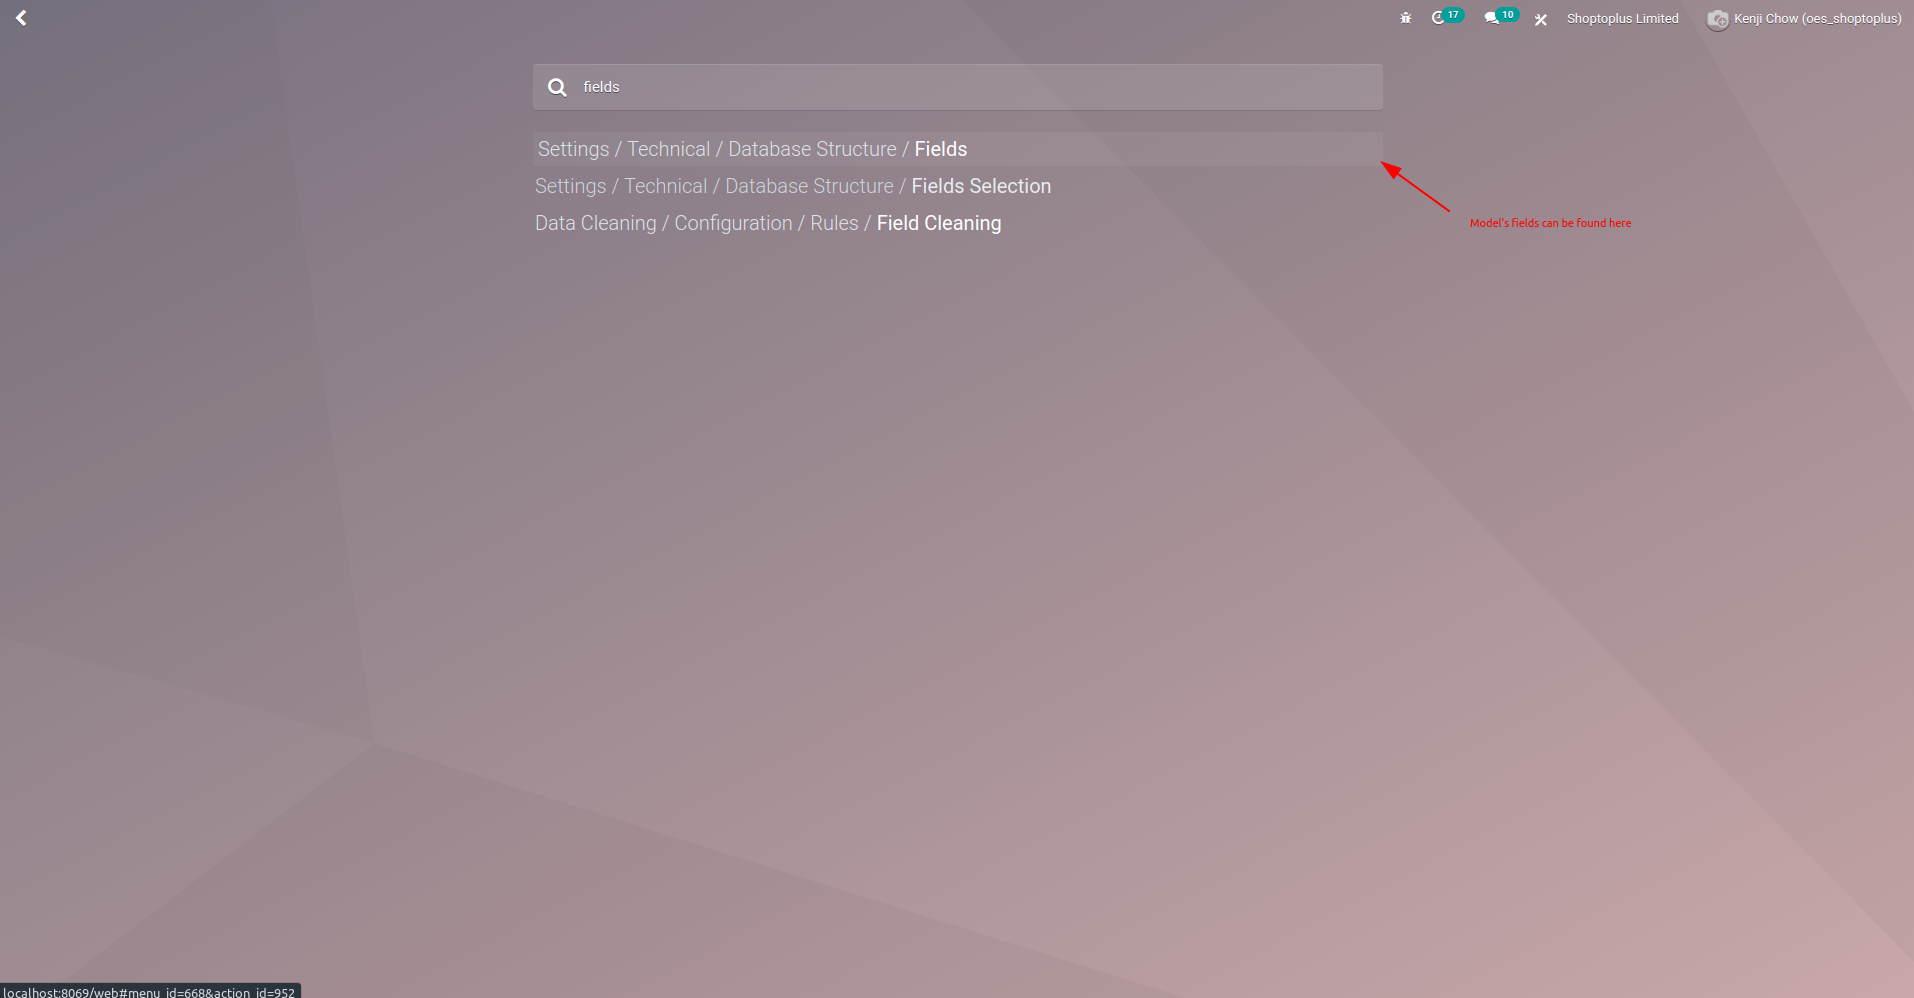 17
10
Shoptoplus Limited
Kenji Chow (oes_shoptoplus)
fields
Settings / Technical / Database Structure / Fields
Settings / Technical / Database Structure / Fields Selection
Data Cleaning / Configuration / Rules / Field Cleaning
Model's fields can be found here
localhost:8069/web#menu_id=668&action_id=952